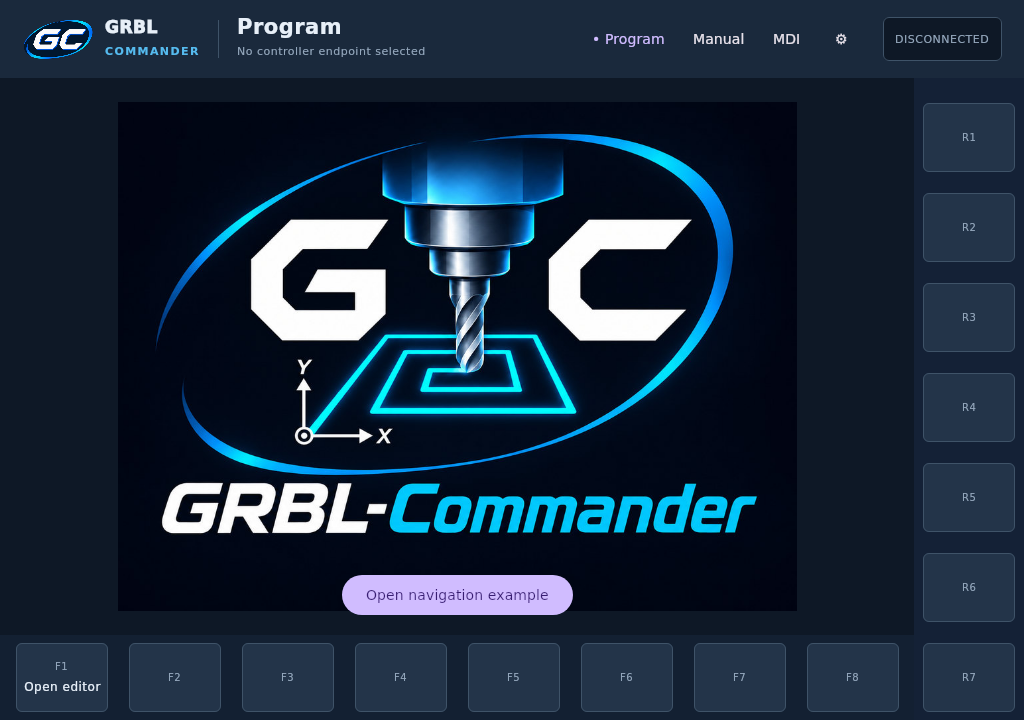 GC
GRBL
COMMANDER
Program
No controller endpoint selected
• Program
Manual
MDI
⚙
DISCONNECTED
G C
Y
X
GRBL-Commander
Open navigation example
R1
R2
R3
R4
R5
R6
R7
F1
Open editor
F2
F3
F4
F5
F6
F7
F8